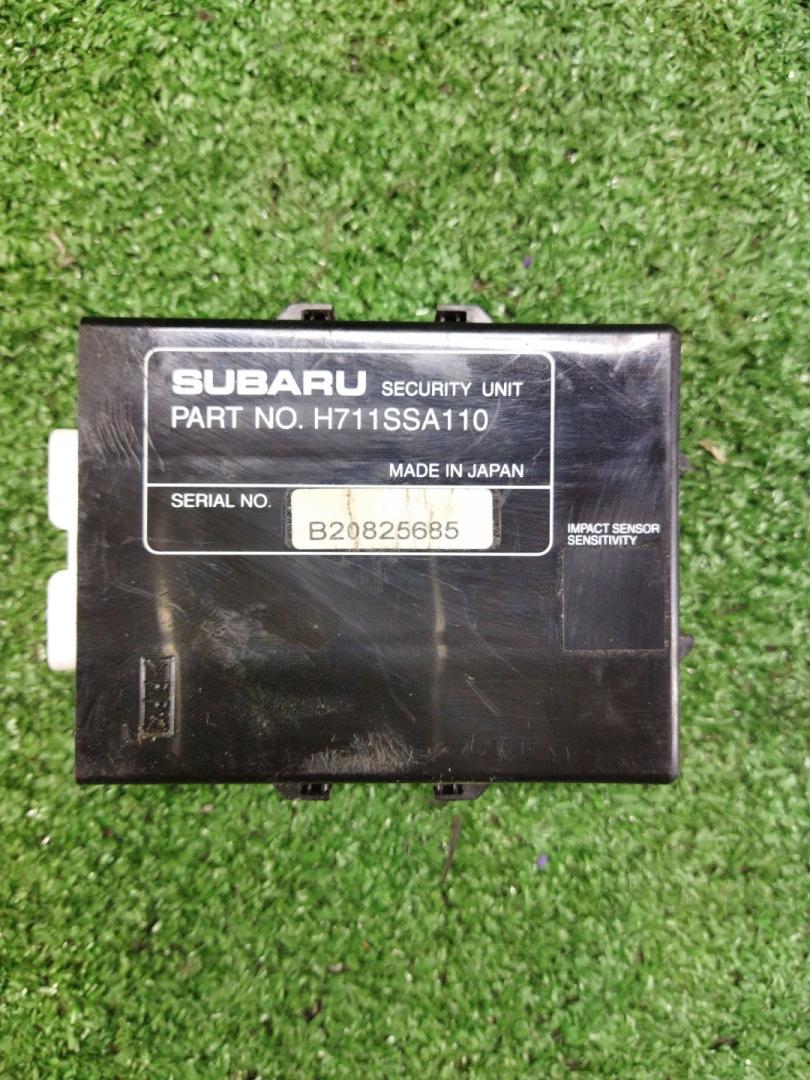 SUBARU SECURITY UNIT
PART NO. H711SSA110
MADE IN JAPAN
SERIAL NO. B20825685
IMPACT SENSOR
SENSITIVITY